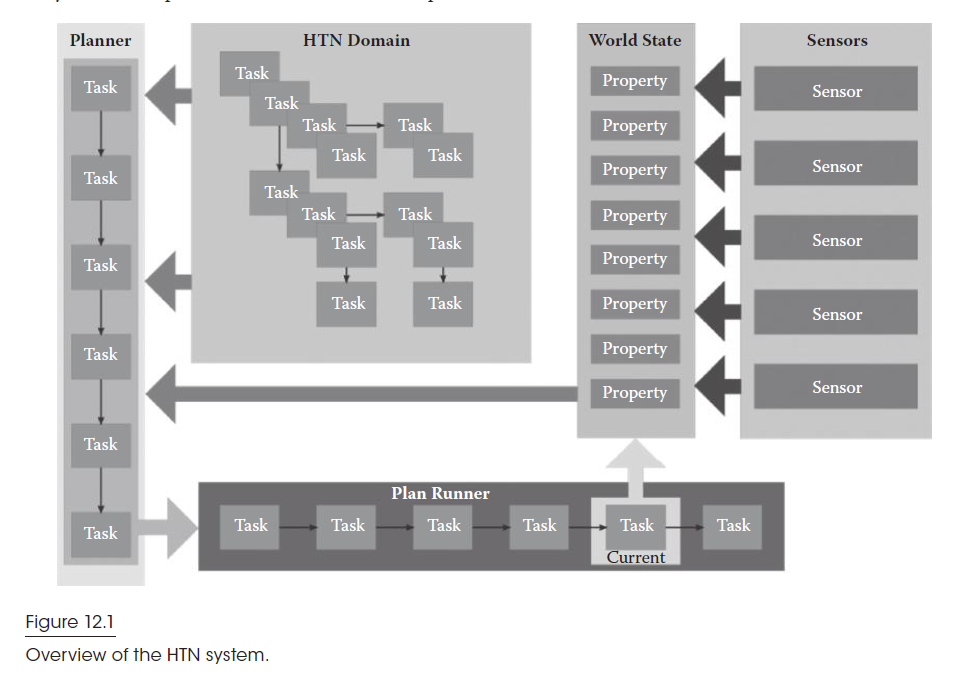 Planner
Task
Task
Task
Task
Task
Task
HTN Domain
Task
Task
Task
Task
Task
Task
Task
Task
Task
Task
Task
Task
Task
Task
World State
Property
Property
Property
Property
Property
Property
Property
Property
Sensors
Sensor
Sensor
Sensor
Sensor
Sensor
Plan Runner
Task
Task
Task
Task
Task
Task
Current
Figure 12.1
Overview of the HTN system.